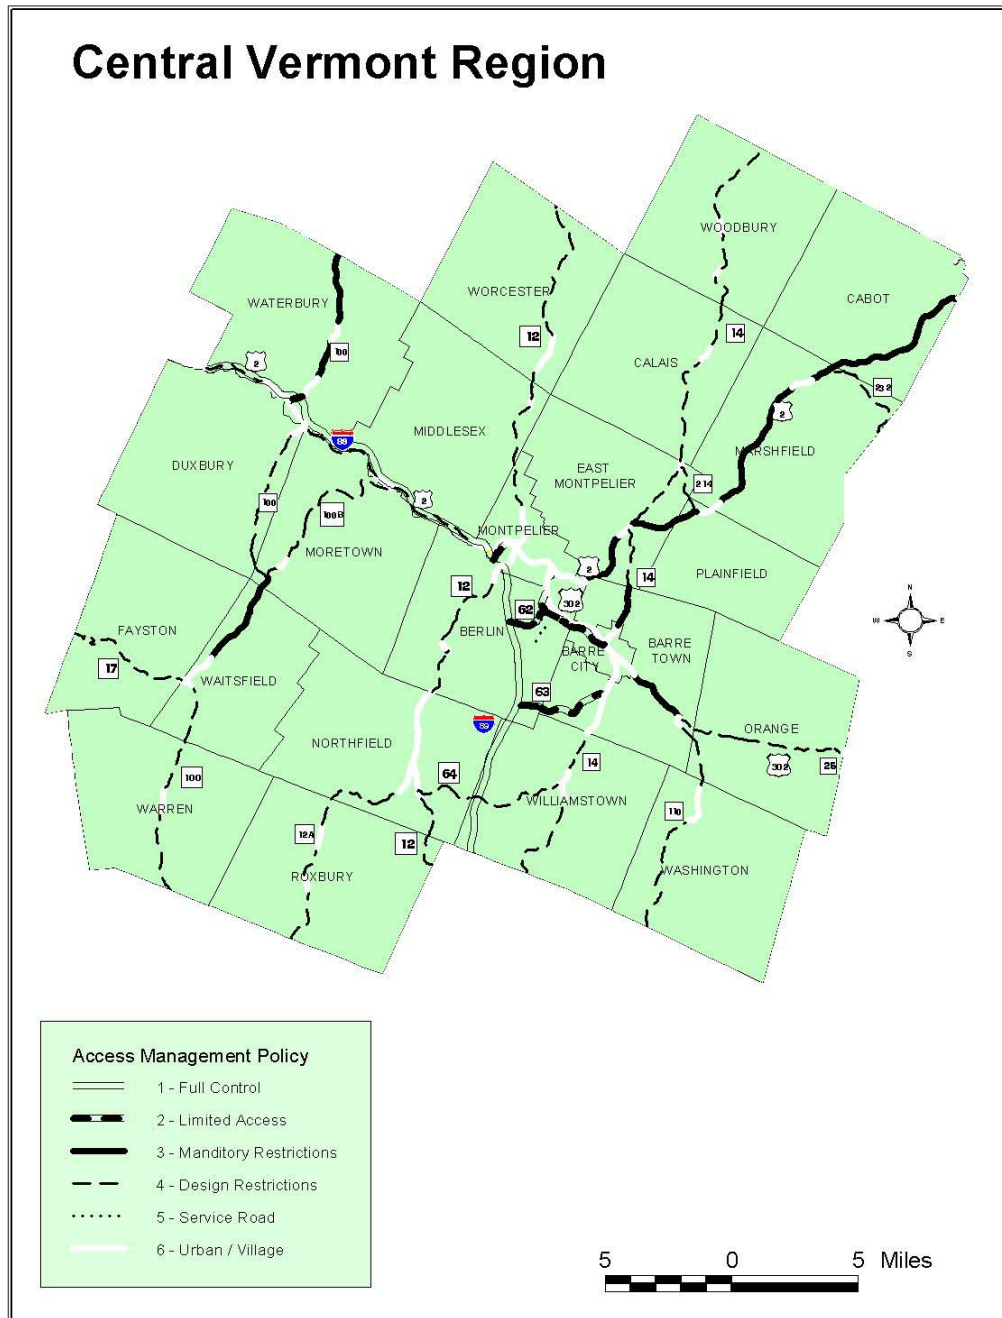 Central Vermont Region
WOODBURY
CABOT
WORCESTER
WATERBURY
12
14
CALAIS
100
2
232
2
MIDDLESEX
89
MARSHFIELD
DUXBURY
EAST
MONTPELIER
214
2
100
100B
MONTPELIER
MORETOWN
2
PLAINFIELD
14
12
302
62
N
W
E
S
FAYSTON
BERLIN
BARRE
CITY
BARRE
TOWN
17
WAITSFIELD
63
89
ORANGE
NORTHFIELD
302
25
14
64
100
WILLIAMSTOWN
WARREN
110
12A
12
ROXBURY
WASHINGTON
Access Management Policy
1 - Full Control
2 - Limited Access
3 - Manditory Restrictions
4 - Design Restrictions
5 - Service Road
6 - Urban / Village
5 0 5 Miles